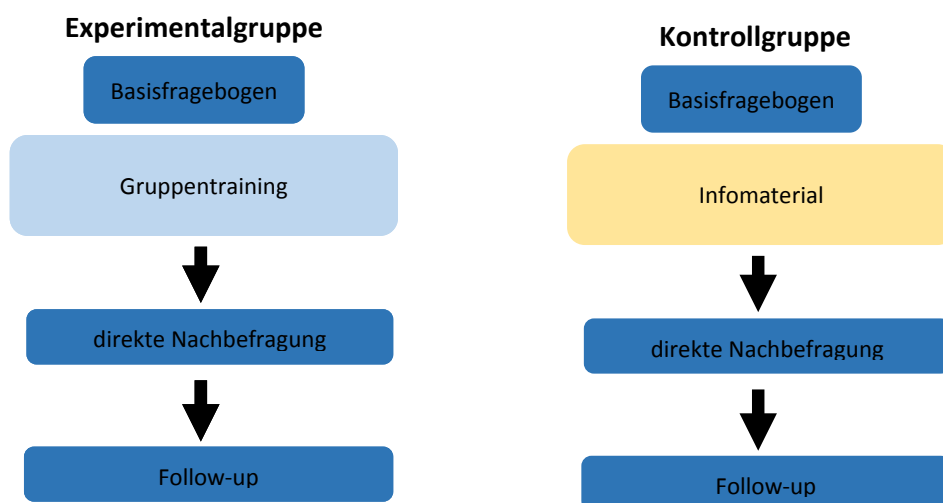 Experimentalgruppe
Basisfragebogen
Gruppentraining
direkte Nachbefragung
Follow-up
Kontrollgruppe
Basisfragebogen
Infomaterial
direkte Nachbefragung
Follow-up